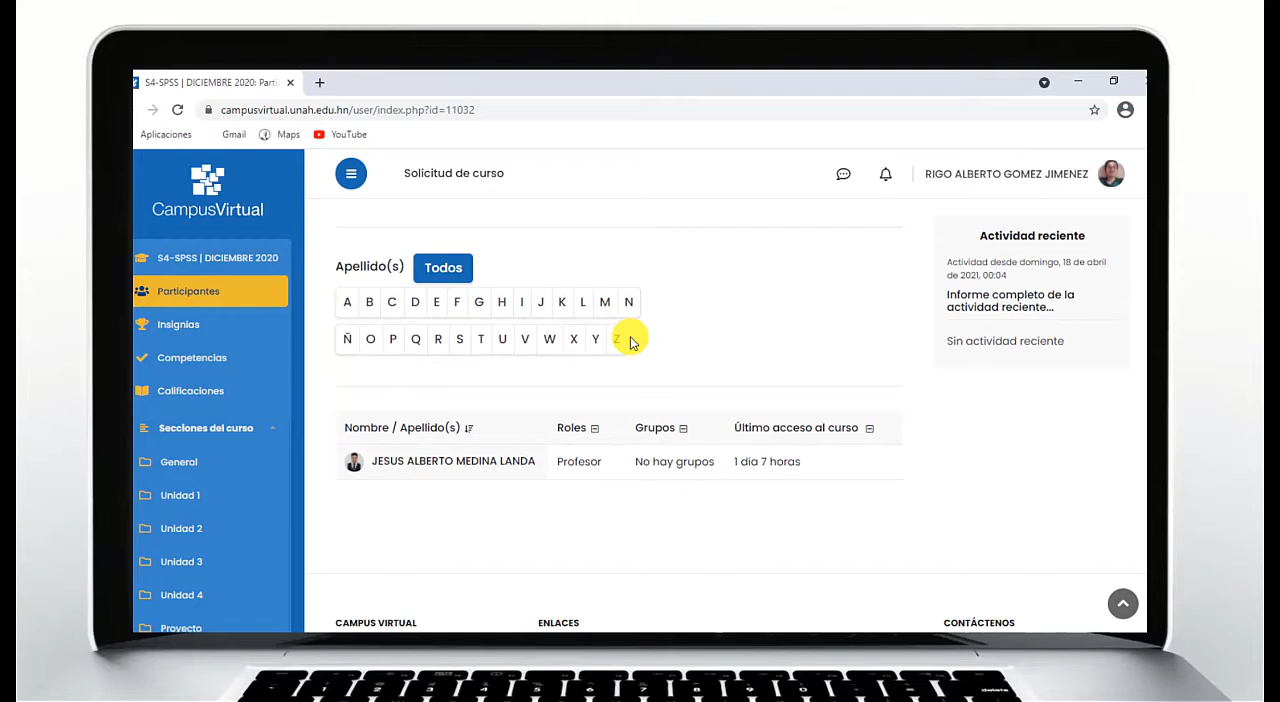 S4-SPSS | DICIEMBRE 2020: Parti
campusvirtual.unah.edu.hn/user/index.php?id=11032
Aplicaciones Gmail Maps YouTube
CampusVirtual
Solicitud de curso
RIGO ALBERTO GOMEZ JIMENEZ
S4-SPSS | DICIEMBRE 2020
Participantes
Insignias
Competencias
Calificaciones
Secciones del curso
General
Unidad 1
Unidad 2
Unidad 3
Unidad 4
Proyecto
Apellido(s) Todos
A B C D E F G H I J K L M N
Ñ O P Q R S T U V W X Y Z
Nombre / Apellido(s) Roles Grupos Último acceso al curso
JESUS ALBERTO MEDINA LANDA Profesor No hay grupos 1 día 7 horas
Actividad reciente
Actividad desde domingo, 18 de abril
de 2021, 00:04
Informe completo de la
actividad reciente...
Sin actividad reciente
CAMPUS VIRTUAL ENLACES CONTÁCTENOS
delete